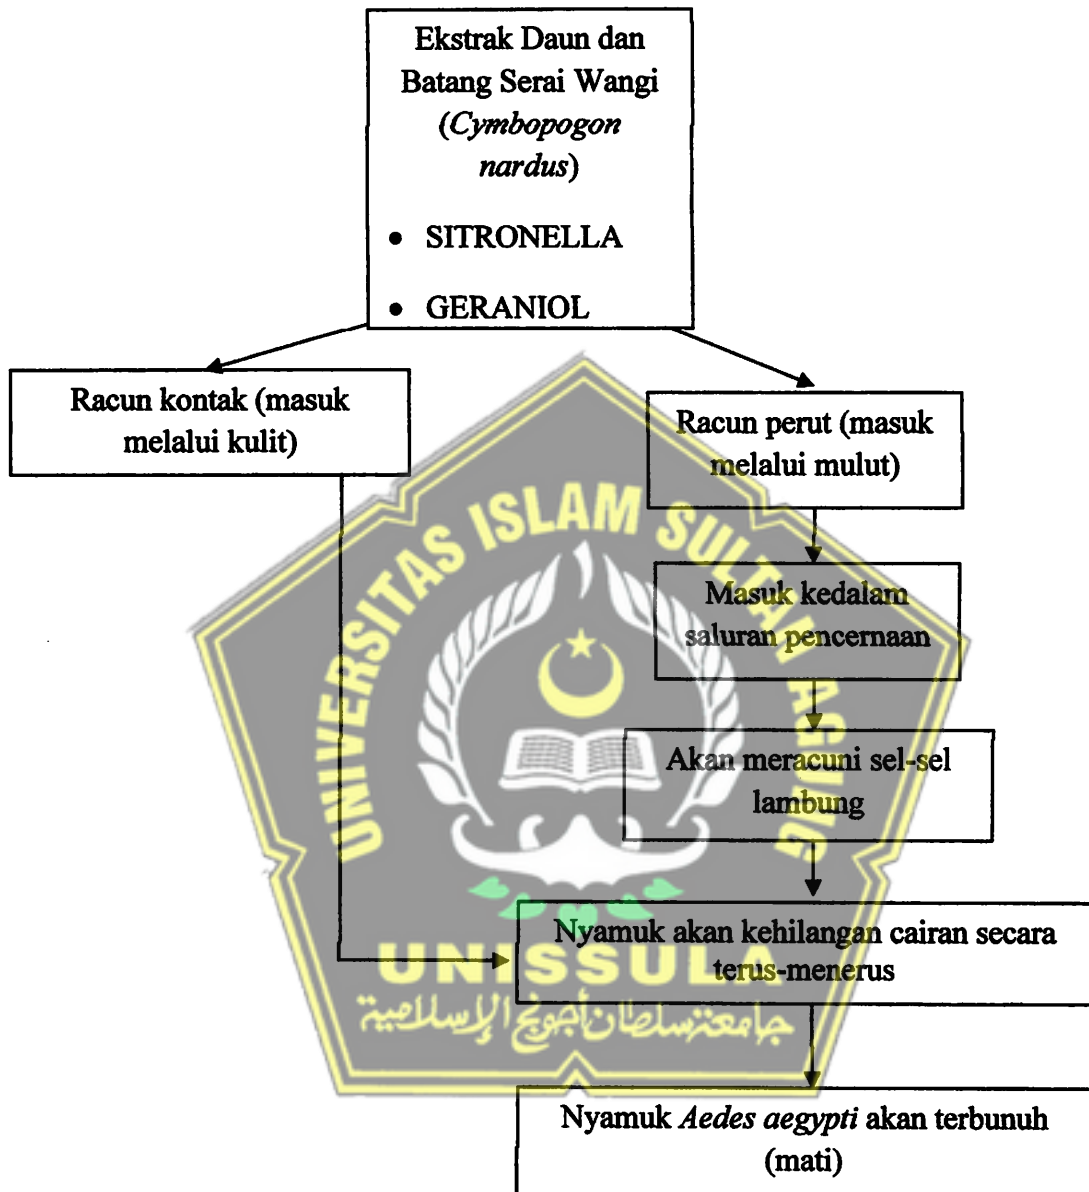 Ekstrak Daun dan
Batang Serai Wangi
(Cymbopogon
nardus)
• SITRONELLA
• GERANIOL
Racun kontak (masuk
melalui kulit)
Racun perut (masuk
melalui mulut)
Masuk kedalam
saluran pencernaan
Akan meracuni sel-sel
lambung
Nyamuk akan kehilangan cairan secara
terus-menerus
Nyamuk Aedes aegypti akan terbunuh
(mati)
UNIVERSITAS ISLAM SULTAN AGUNG
UNISSULA
جامعة سلطان أجونج الإسلامية